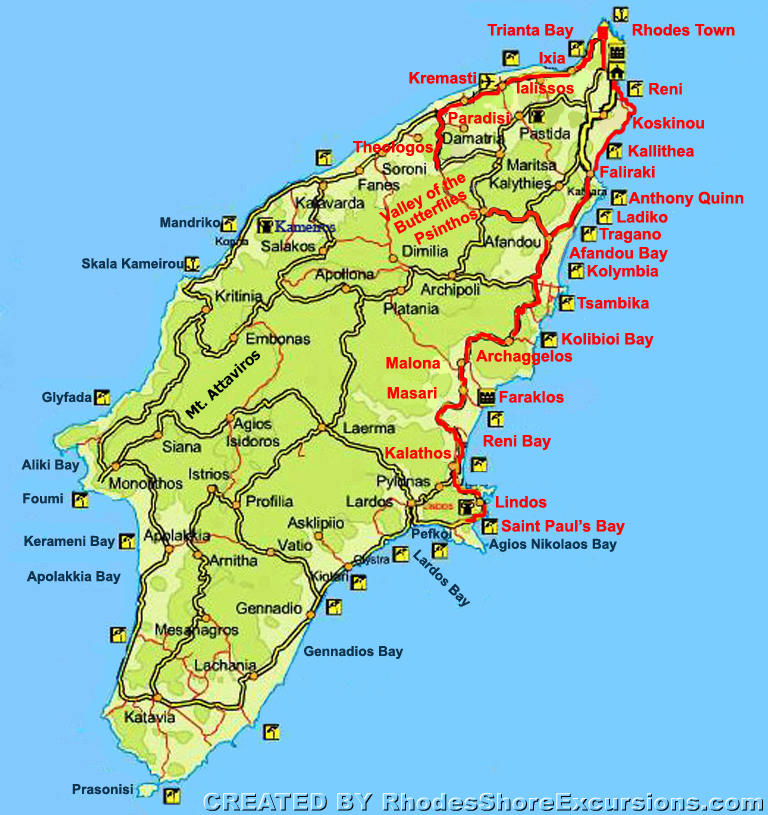 Trianta Bay
Rhodes Town
Ixia
Kremasti
Ialissos
Reni
Paradisi
Koskinou
Damatria
Pastida
Theologos
Kallithea
Soroni
Maritsa
Faliraki
Fanes
Valley of the
Butterflies
Kalythies
Anthony Quinn
Kalavarda
Psinthos
Ladiko
Mandriko
Kameiros
Tragano
Salakos
Dimilia
Afandou
Afandou Bay
Skala Kameirou
Kolymbia
Apollona
Archipoli
Kritinia
Platania
Tsambika
Embonas
Kolibioi Bay
Mt. Attaviros
Malona
Archaggelos
Masari
Faraklos
Glyfada
Agios
Isidoros
Laerma
Reni Bay
Siana
Kalathos
Aliki Bay
Monolithos
Istrios
Pylonas
Foumi
Profilia
Lardos
LINDOS
Lindos
Asklipiio
Saint Paul's Bay
Kerameni Bay
Apolakkia
Pefkoi
Agios Nikolaos Bay
Arnitha
Vatio
Glystra
Apolakkia Bay
Kiotari
Lardos Bay
Gennadio
Mesanagros
Gennadios Bay
Lachania
Katavia
Prasonisi
CREATED BY RhodesShoreExcursions.com